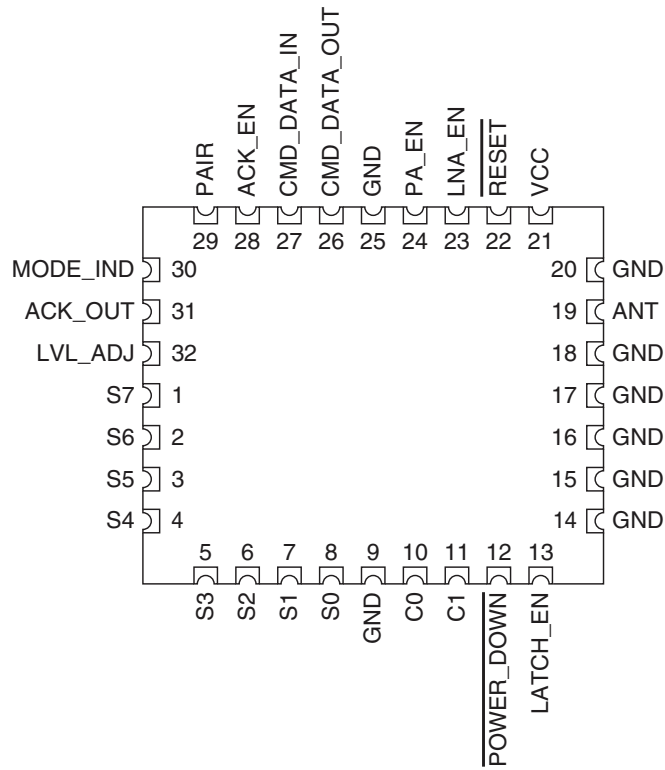 PAIR
ACK_EN
CMD_DATA_IN
CMD_DATA_OUT
GND
PA_EN
LNA_EN
RESET
VCC
29 28 27 26 25 24 23 22 21
MODE_IND 30 20 GND
ACK_OUT 31 19 ANT
LVL_ADJ 32 18 GND
S7 1 17 GND
S6 2 16 GND
S5 3 15 GND
S4 4 14 GND
5 6 7 8 9 10 11 12 13
S3
S2
S1
S0
GND
C0
C1
POWER_DOWN
LATCH_EN